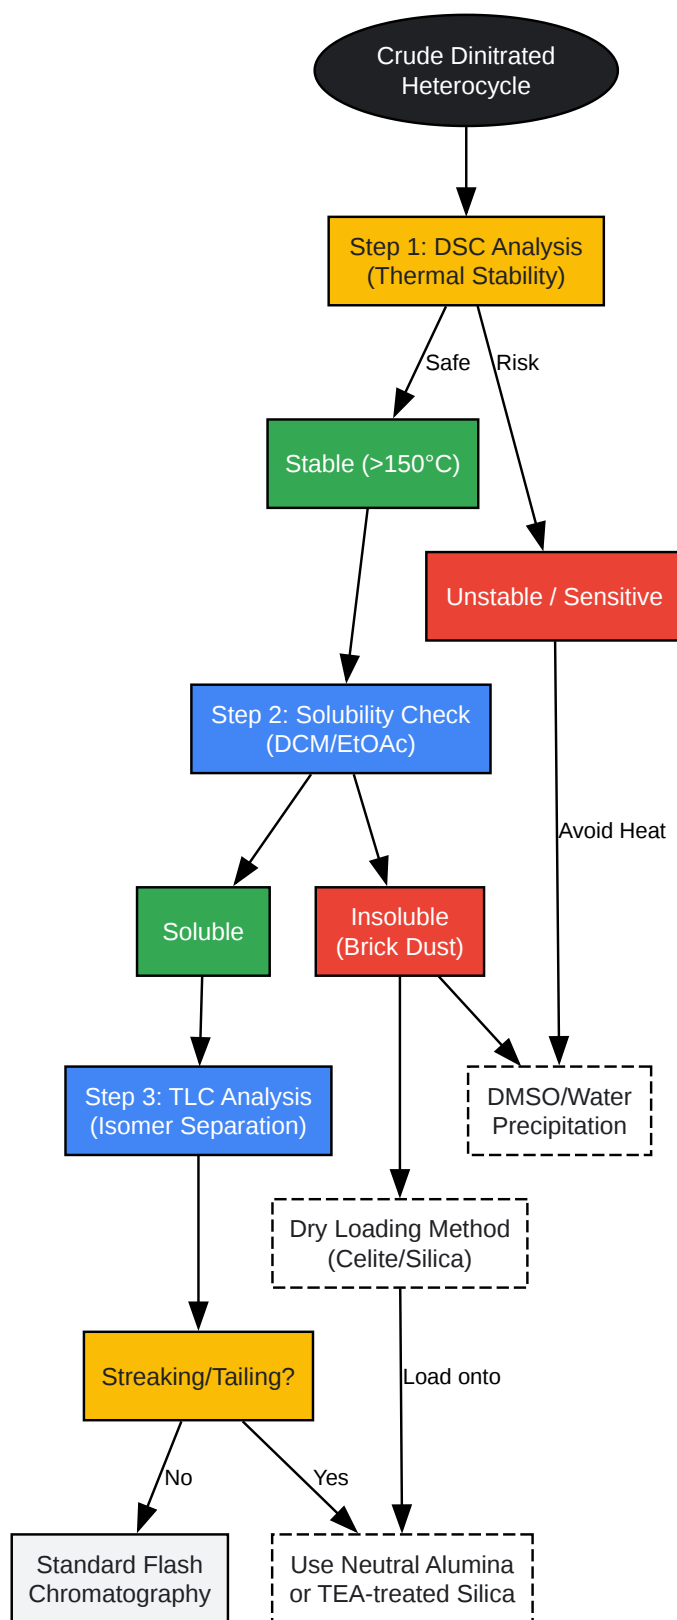 Crude Dinitrated
Heterocycle
Step 1: DSC Analysis
(Thermal Stability)
Safe
Risk
Stable (>150°C)
Unstable / Sensitive
Step 2: Solubility Check
(DCM/EtOAc)
Avoid Heat
Soluble
Insoluble
(Brick Dust)
Step 3: TLC Analysis
(Isomer Separation)
DMSO/Water
Precipitation
Dry Loading Method
(Celite/Silica)
Streaking/Tailing?
Load onto
No
Yes
Standard Flash
Chromatography
Use Neutral Alumina
or TEA-treated Silica